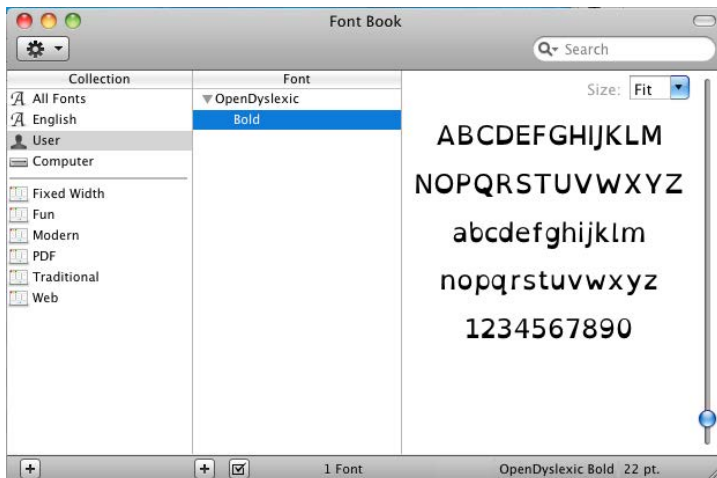 Font Book
Search
Collection
All Fonts
English
User
Computer
Fixed Width
Fun
Modern
PDF
Traditional
Web
Font
OpenDyslexic
Bold
Size: Fit
ABCDEFGHIJKLM
NOPQRSTUVWXYZ
abcdefghijklm
nopqrstuvwxyz
1234567890
1 Font
OpenDyslexic Bold 22 pt.